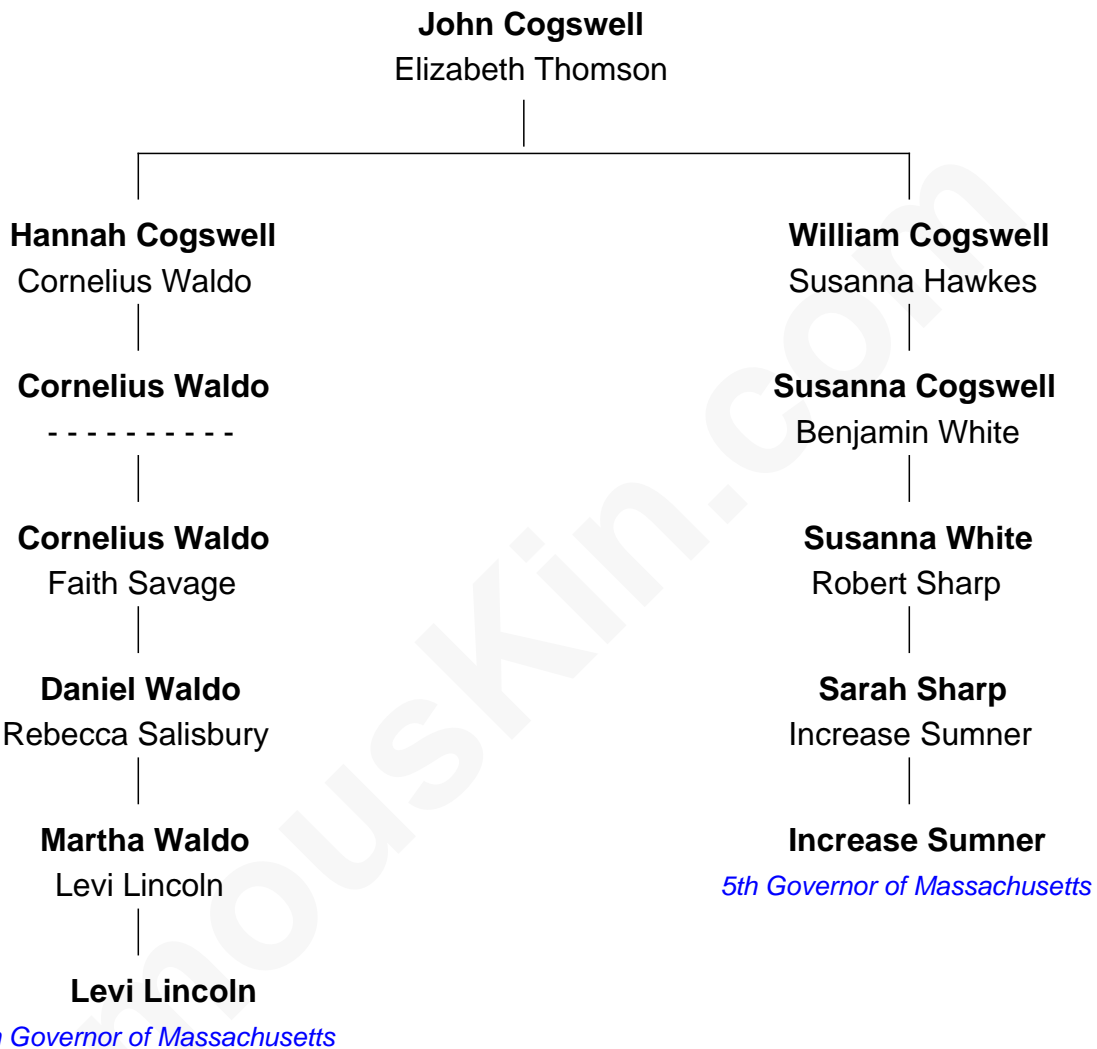 John Cogswell
Elizabeth Thomson
Hannah Cogswell
Cornelius Waldo
Cornelius Waldo
- - - - - - - - - -
Cornelius Waldo
Faith Savage
Daniel Waldo
Rebecca Salisbury
Martha Waldo
Levi Lincoln
Levi Lincoln
Governor of Massachusetts
William Cogswell
Susanna Hawkes
Susanna Cogswell
Benjamin White
Susanna White
Robert Sharp
Sarah Sharp
Increase Sumner
Increase Sumner
5th Governor of Massachusetts
mouskin.com